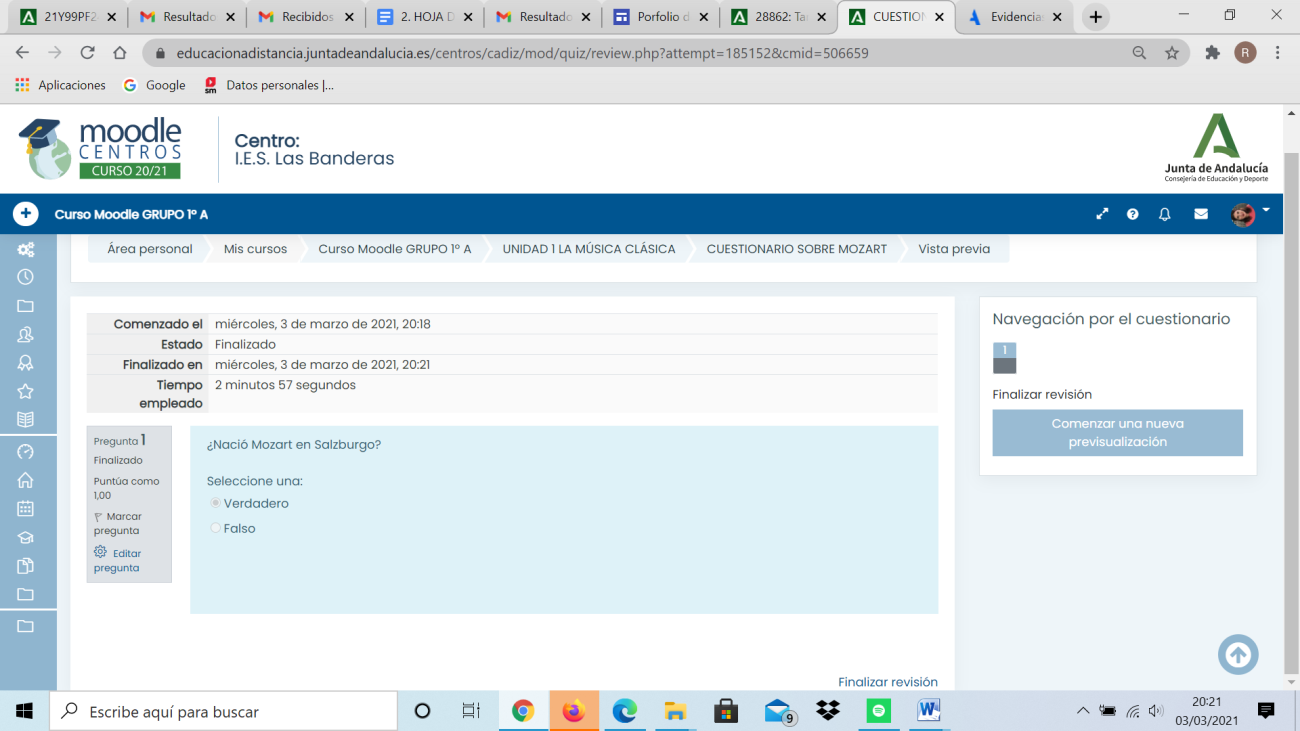 21Y99PF2
Resultado
Recibidos
2. HOJA D
Resultado
Porfolio d
28862: Ta
CUESTION
Evidencia
educacionadistancia.juntadeandalucia.es/centros/cadiz/mod/quiz/review.php?attempt=185152&cmid=506659
R
Aplicaciones
Google
sm
Datos personales |...
moodle
CENTROS
CURSO 20/21
Centro:
I.E.S. Las Banderas
Junta de Andalucía
Consejería de Educación y Deporte
Curso Moodle GRUPO 1º A
Área personal
Mis cursos
Curso Moodle GRUPO 1º A
UNIDAD 1 LA MÚSICA CLÁSICA
CUESTIONARIO SOBRE MOZART
Vista previa
Comenzado el miércoles, 3 de marzo de 2021, 20:18
Estado Finalizado
Finalizado en miércoles, 3 de marzo de 2021, 20:21
Tiempo empleado 2 minutos 57 segundos
Pregunta 1
Finalizado
Puntúa como
1,00
Marcar
pregunta
Editar
pregunta
¿Nació Mozart en Salzburgo?
Seleccione una:
Verdadero
Falso
Finalizar revisión
Navegación por el cuestionario
1
Finalizar revisión
Comenzar una nueva
previsualización
Escribe aquí para buscar
9
W
20:21
03/03/2021